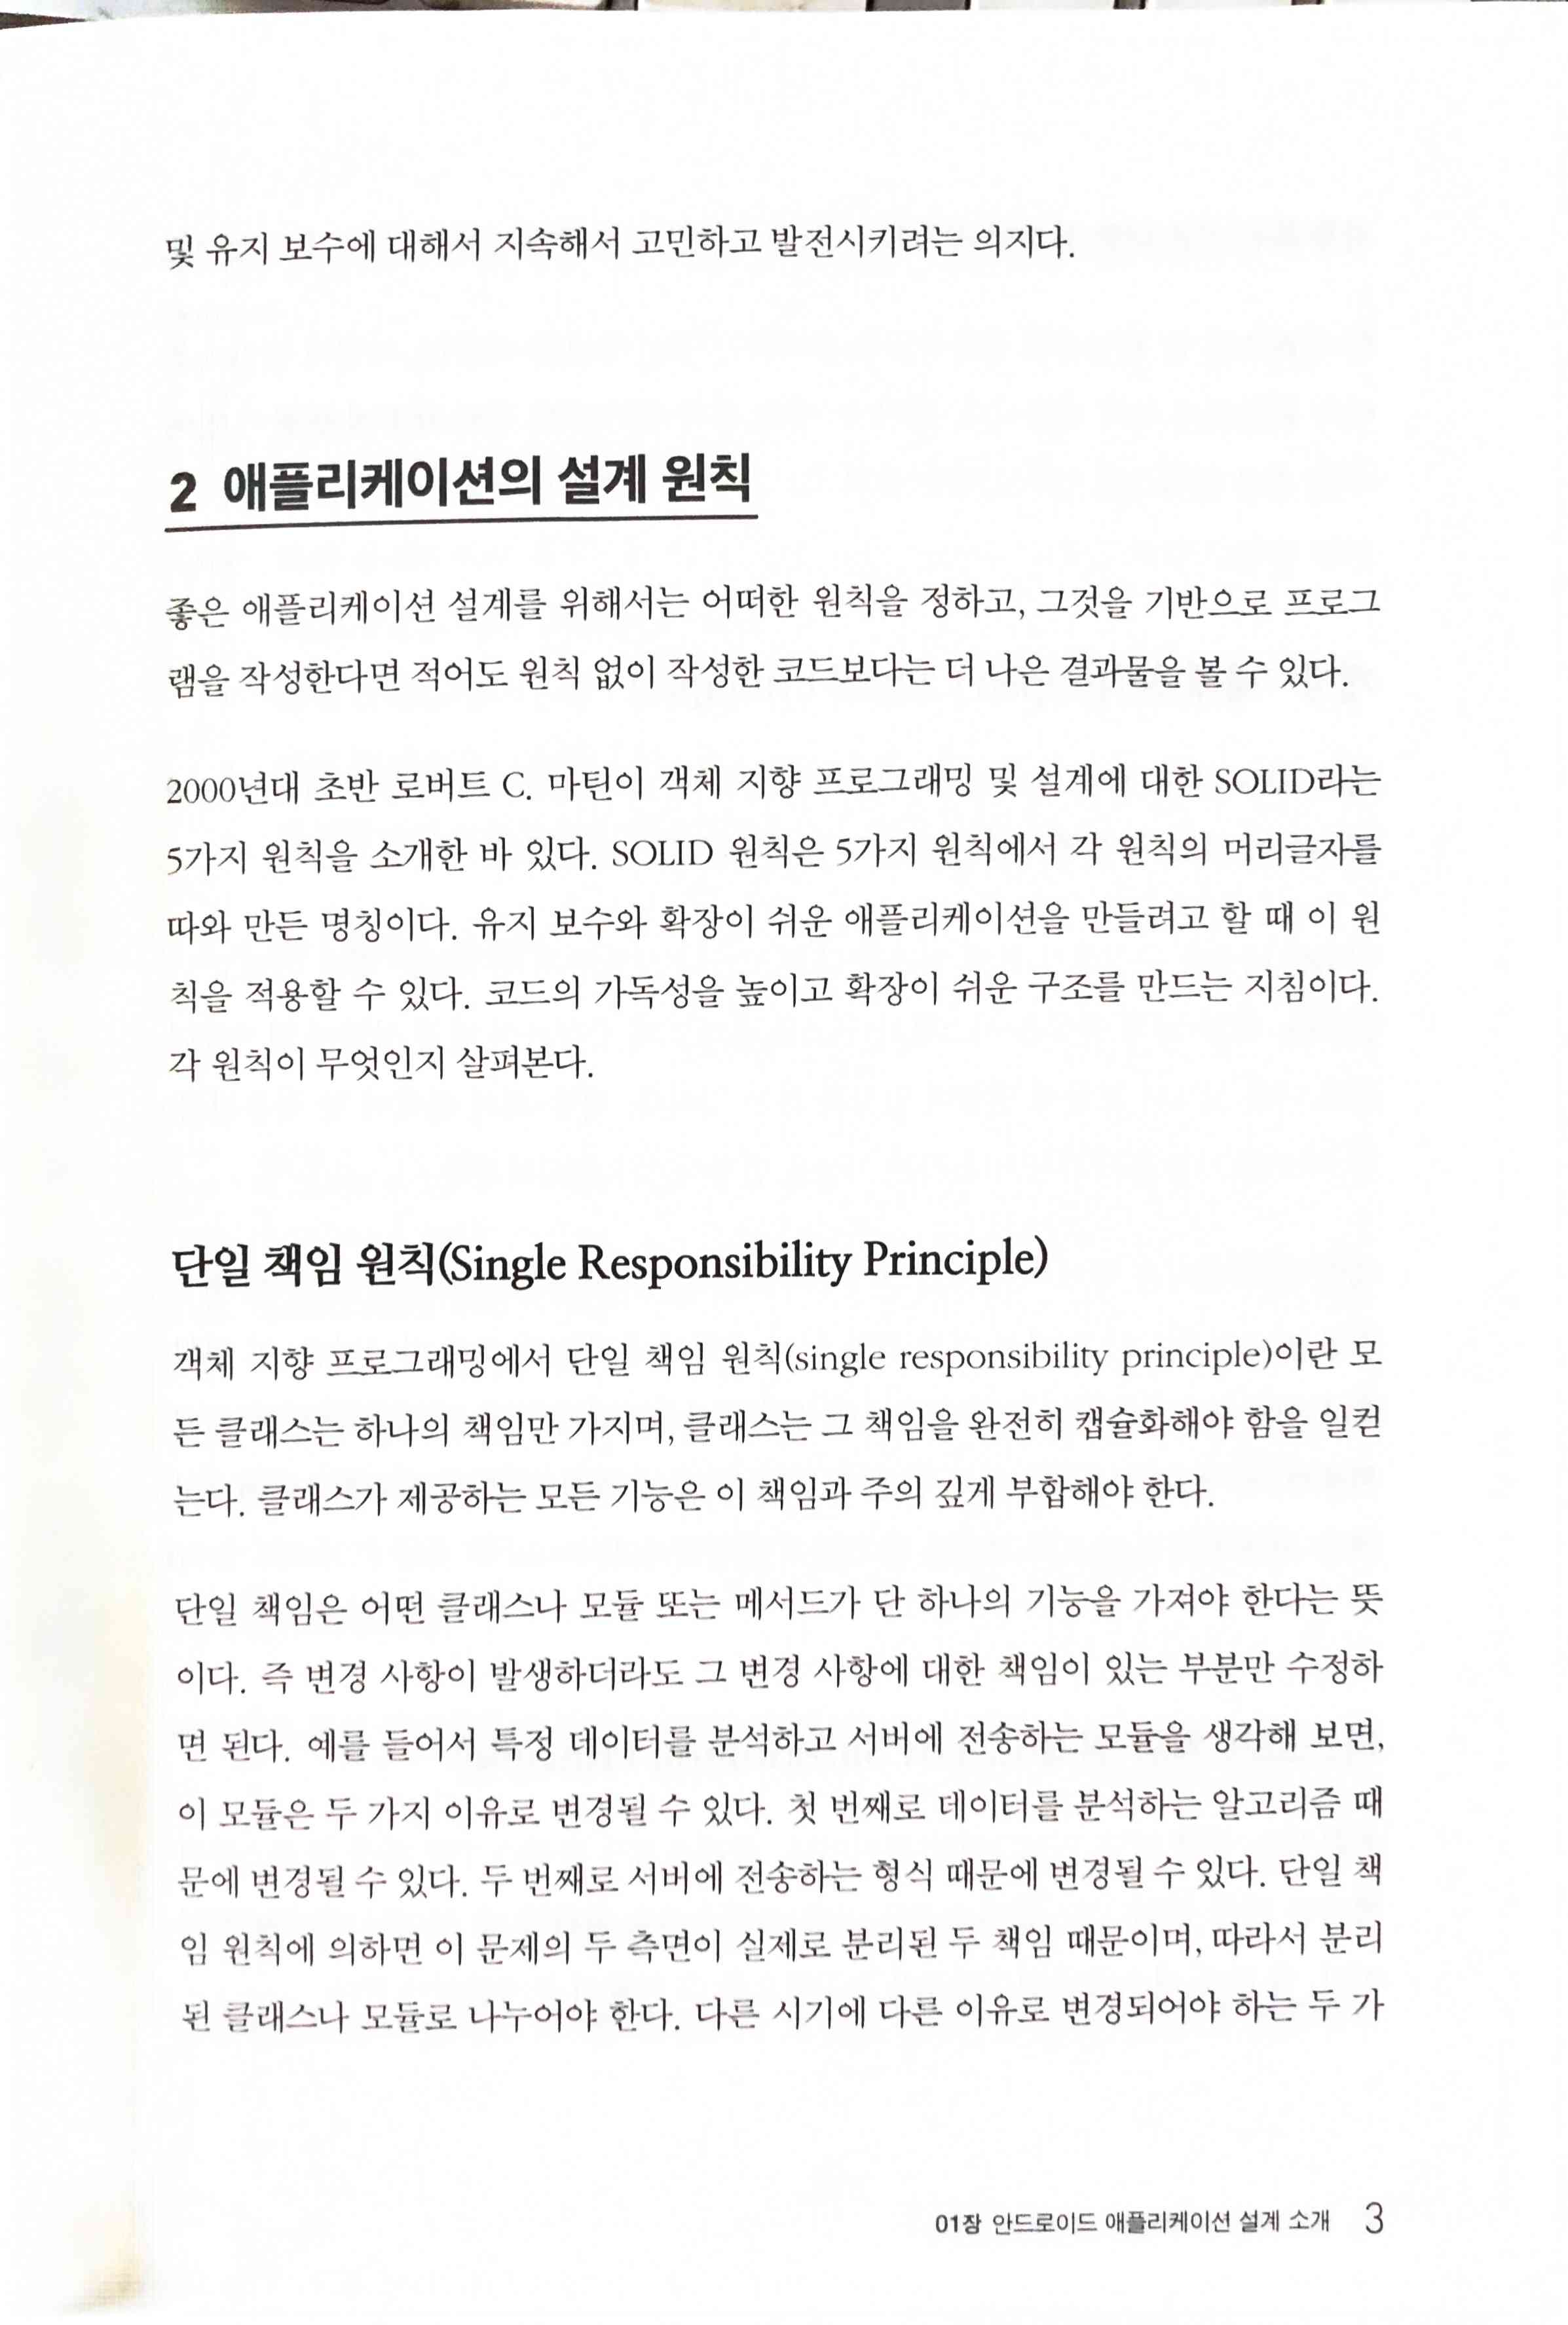 및 유지 보수에 대해서 지속해서 고민하고 발전시키려는 의지다.
2 애플리케이션의 설계 원칙
좋은 애플리케이션 설계를 위해서는 어떠한 원칙을 정하고, 그것을 기반으로 프로그
램을 작성한다면 적어도 원칙 없이 작성한 코드보다는 더 나은 결과물을 볼 수 있다.
2000년대 초반 로버트 C. 마틴이 객체 지향 프로그래밍 및 설계에 대한 SOLID라는
5가지 원칙을 소개한 바 있다. SOLID 원칙은 5가지 원칙에서 각 원칙의 머리글자를
따와 만든 명칭이다. 유지 보수와 확장이 쉬운 애플리케이션을 만들려고 할 때 이 원
칙을 적용할 수 있다. 코드의 가독성을 높이고 확장이 쉬운 구조를 만드는 지침이다.
각 원칙이 무엇인지 살펴본다.
단일 책임 원칙(Single Responsibility Principle)
객체 지향 프로그래밍에서 단일 책임 원칙(single responsibility principle)이란 모
든 클래스는 하나의 책임만 가지며, 클래스는 그 책임을 완전히 캡슐화해야 함을 일컫
는다. 클래스가 제공하는 모든 기능은 이 책임과 주의 깊게 부합해야 한다.
단일 책임은 어떤 클래스나 모듈 또는 메서드가 단 하나의 기능을 가져야 한다는 뜻
이다. 즉 변경 사항이 발생하더라도 그 변경 사항에 대한 책임이 있는 부분만 수정하
면 된다. 예를 들어서 특정 데이터를 분석하고 서버에 전송하는 모듈을 생각해 보면,
이 모듈은 두 가지 이유로 변경될 수 있다. 첫 번째로 데이터를 분석하는 알고리즘 때
문에 변경될 수 있다. 두 번째로 서버에 전송하는 형식 때문에 변경될 수 있다. 단일 책
임 원칙에 의하면 이 문제의 두 측면이 실제로 분리된 두 책임 때문이며, 따라서 분리
된 클래스나 모듈로 나누어야 한다. 다른 시기에 다른 이유로 변경되어야 하는 두 가
01장 안드로이드 애플리케이션 설계 소개 3